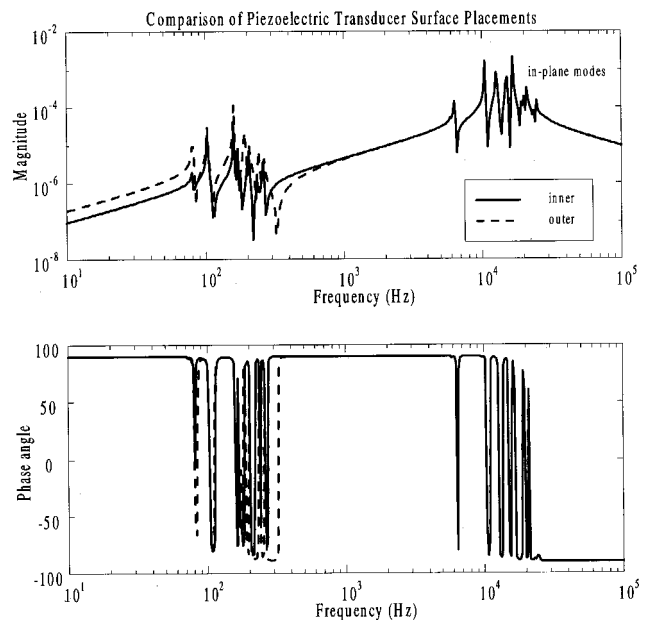 Comparison of Piezoelectric Transducer Surface Placements
10^-2
in-plane modes
10^-4
Magnitude
10^-6
inner
outer
10^-8
10^1 10^2 10^3 10^4 10^5
Frequency (Hz)
100
50
Phase angle
0
-50
-100
10^1 10^2 10^3 10^4 10^5
Frequency (Hz)